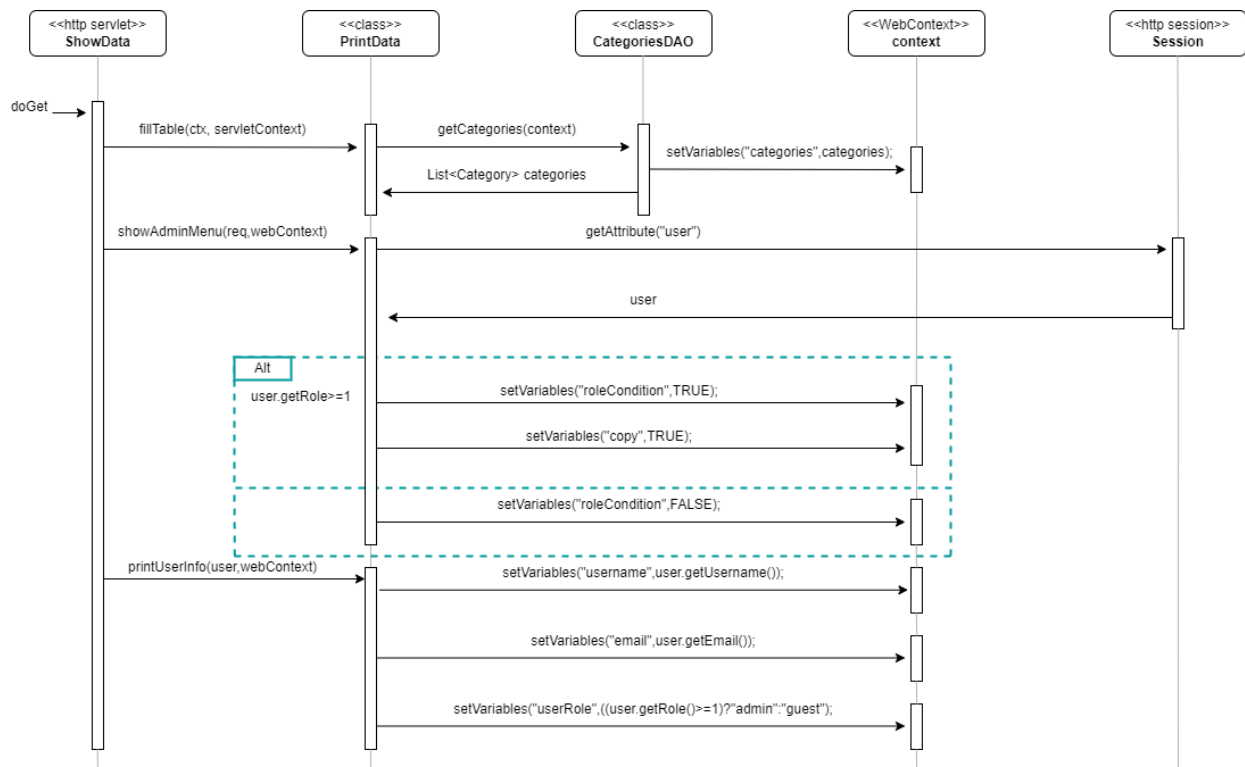 <<http servlet>>
ShowData
<<class>>
PrintData
<<class>>
CategoriesDAO
<<WebContext>>
context
<<http session>>
Session
doGet
fillTable(ctx, servletContext)
getCategories(context)
setVariables("categories",categories);
List<Category> categories
showAdminMenu(req,webContext)
getAttribute("user")
user
Alt
user.getRole>=1
setVariables("roleCondition",TRUE);
setVariables("copy",TRUE);
setVariables("roleCondition",FALSE);
printUserInfo(user,webContext)
setVariables("username",user.getUsername());
setVariables("email",user.getEmail());
setVariables("userRole",((user.getRole()>=1)?"admin":"guest");